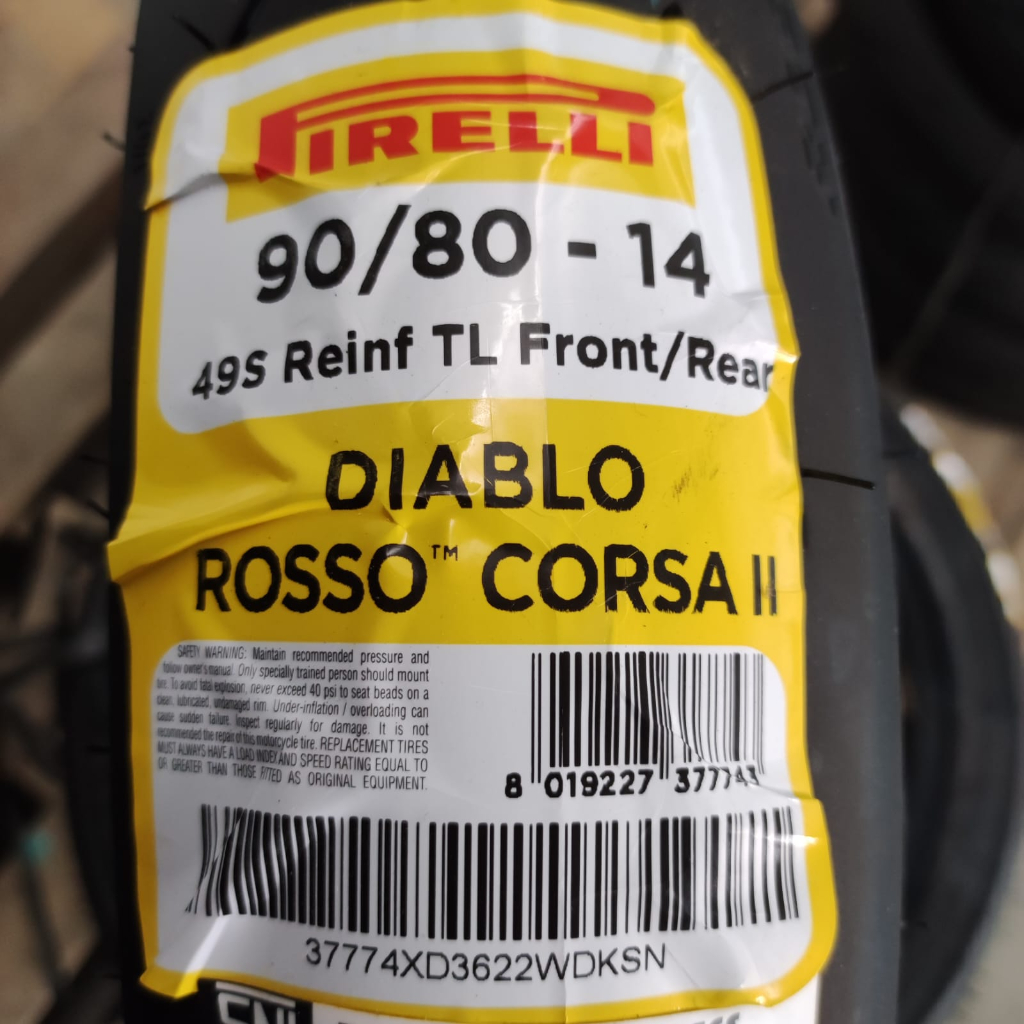 PIRELLI
90/80 - 14
49S Reinf TL Front/Rear
DIABLO
ROSSO™ CORSA II
SAFETY WARNING: Maintain recommended pressure and
follow owner's manual. Only specially trained person should mount
tire. To avoid fatal explosion, never exceed 40 psi to seat beads on a
clean, lubricated, undamaged rim. Under-inflation / overloading can
cause sudden failure. Inspect regularly for damage. It is not
recommended the repair of this motorcycle tire. REPLACEMENT TIRES
MUST ALWAYS HAVE A LOAD INDEX AND SPEED RATING EQUAL TO
OR GREATER THAN THOSE FITTED AS ORIGINAL EQUIPMENT.
8 019227 377743
37774XD3622WDKSN